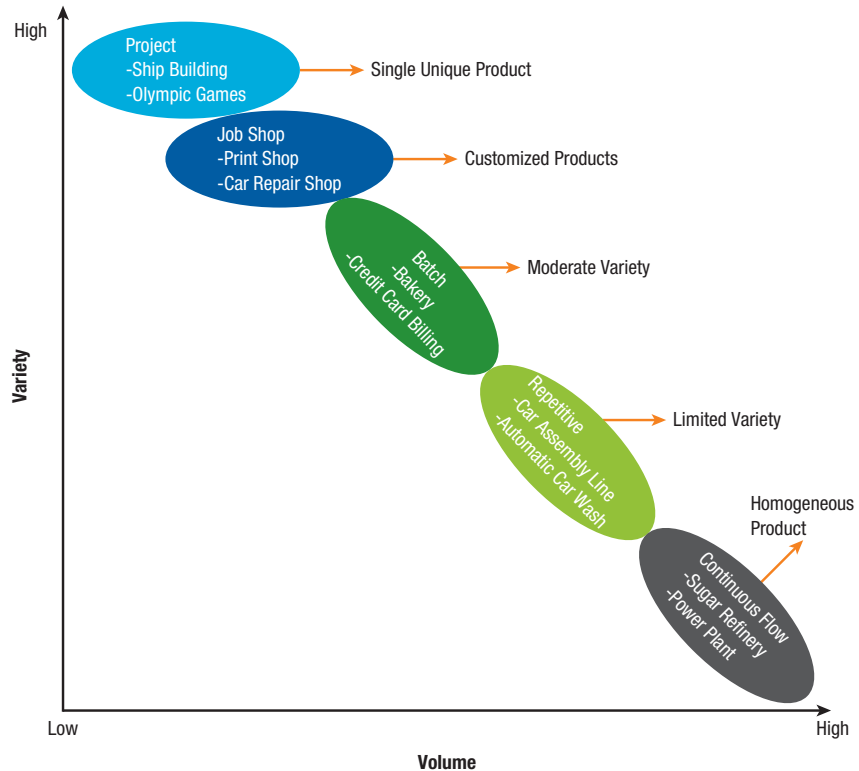 High
Project
-Ship Building
-Olympic Games
Single Unique Product
Job Shop
-Print Shop
-Car Repair Shop
Customized Products
Batch
-Bakery
-Credit Card Billing
Moderate Variety
Variety
Repetitive
-Car Assembly Line
-Automatic Car Wash
Limited Variety
Homogeneous
Product
Continuous Flow
-Sugar Refinery
-Power Plant
Low
High
Volume